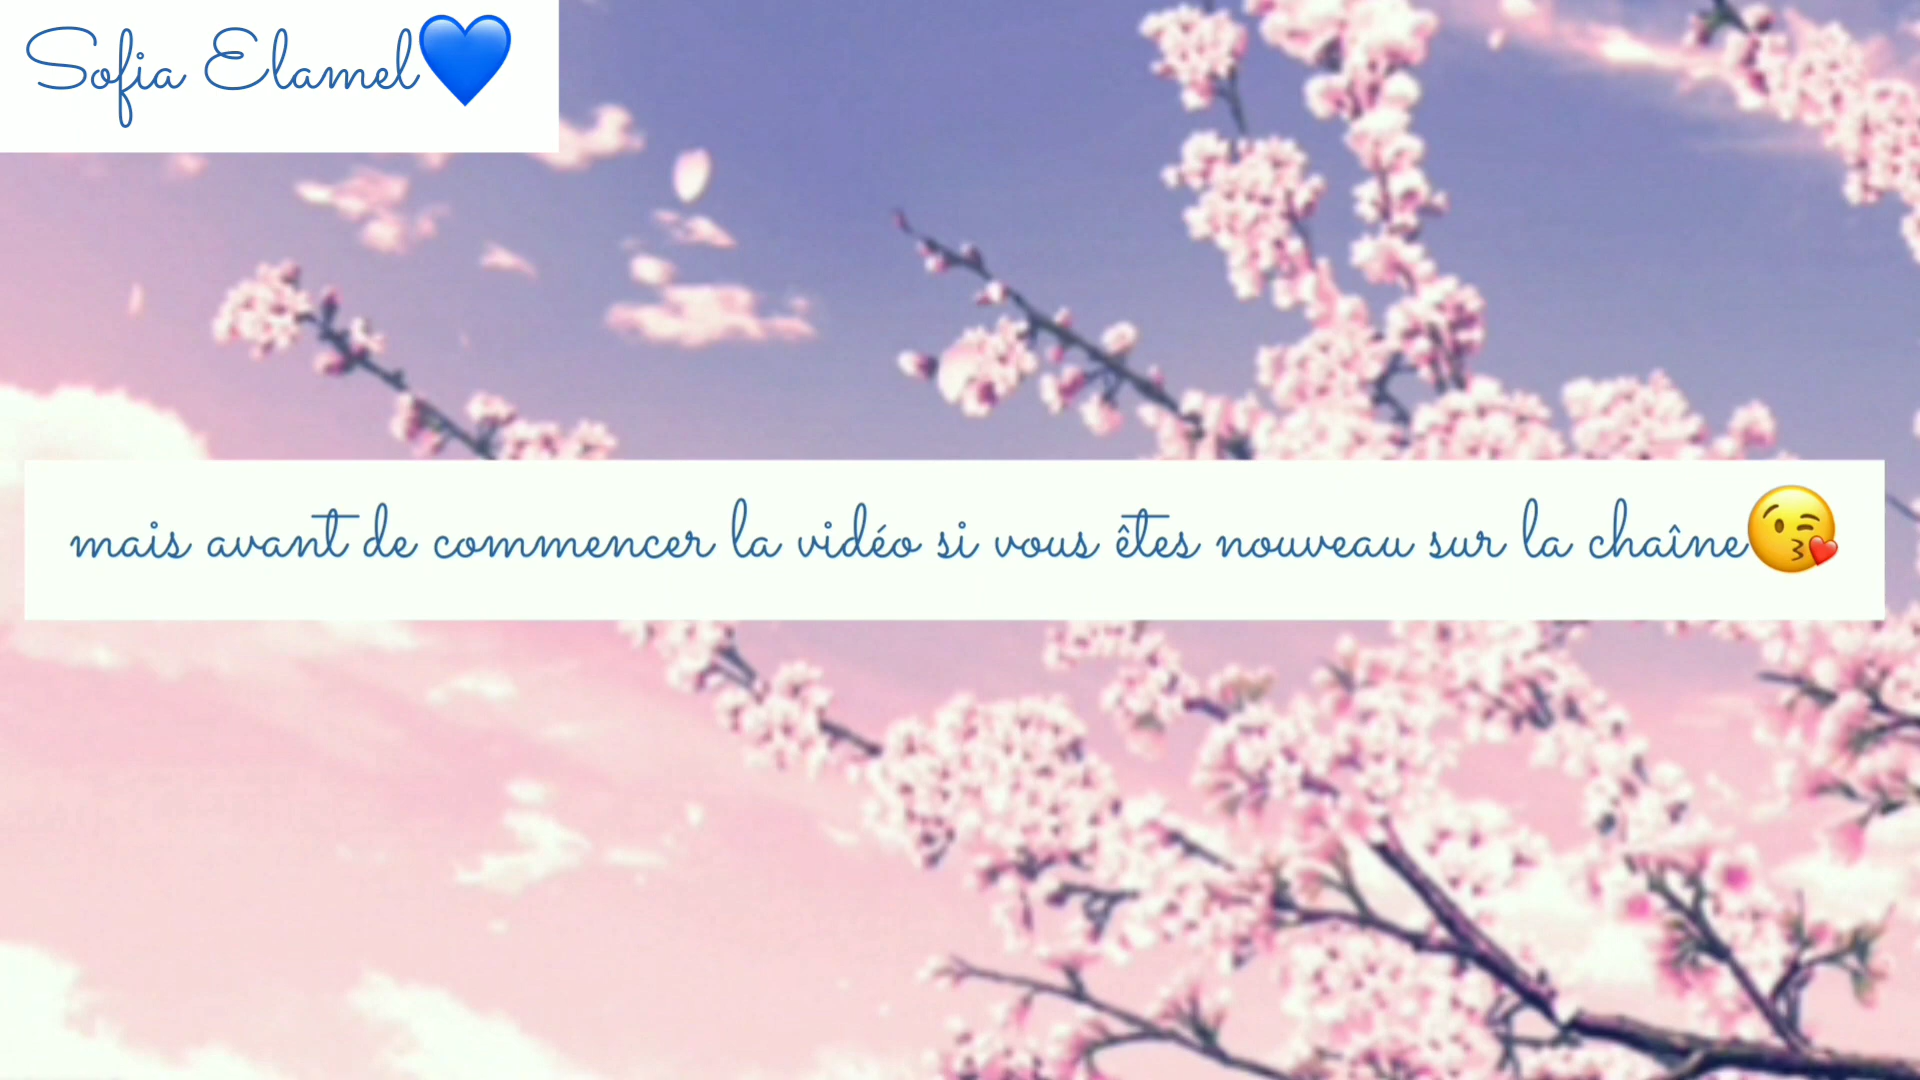 Sofia Elamel💙
mais avant de commencer la vidéo si vous êtes nouveau sur la chaîne😘